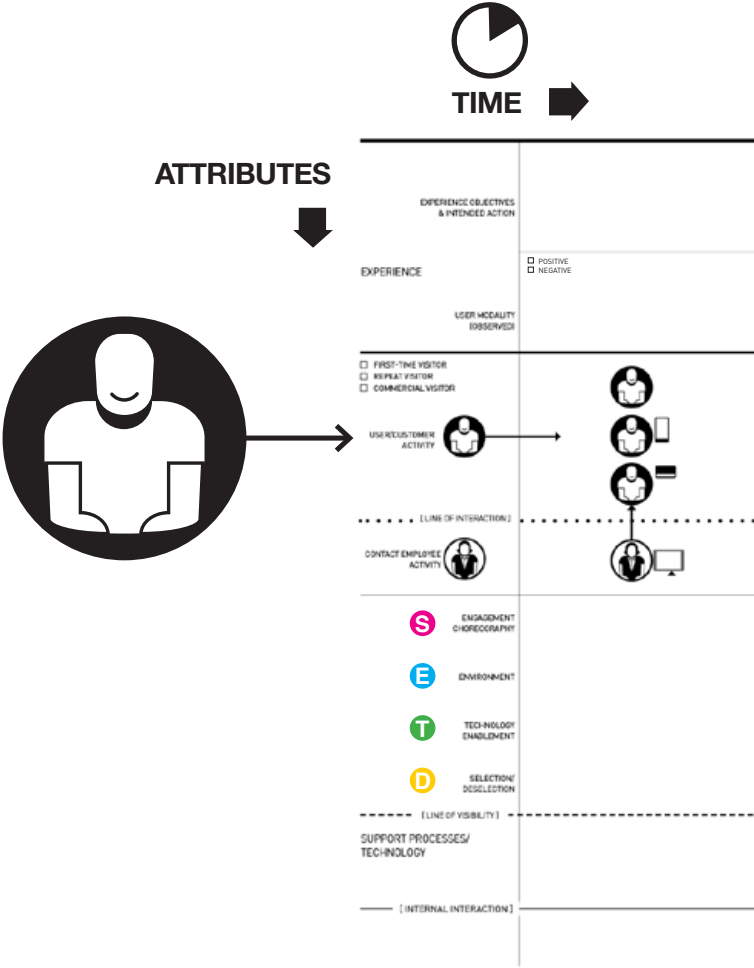 TIME
ATTRIBUTES
EXPERIENCE OBJECTIVES
& INTENDED ACTION
EXPERIENCE
POSITIVE
NEGATIVE
USER MODALITY
(OBSERVED)
FIRST-TIME VISITOR
REPEAT VISITOR
COMMERCIAL VISITOR
USER/CUSTOMER
ACTIVITY
[ LINE OF INTERACTION ]
CONTACT EMPLOYEE
ACTIVITY
S
ENGAGEMENT
CHOREOGRAPHY
E
ENVIRONMENT
T
TECHNOLOGY
ENABLEMENT
D
SELECTION/
DESELECTION
[ LINE OF VISIBILITY ]
SUPPORT PROCESSES/
TECHNOLOGY
[ INTERNAL INTERACTION ]